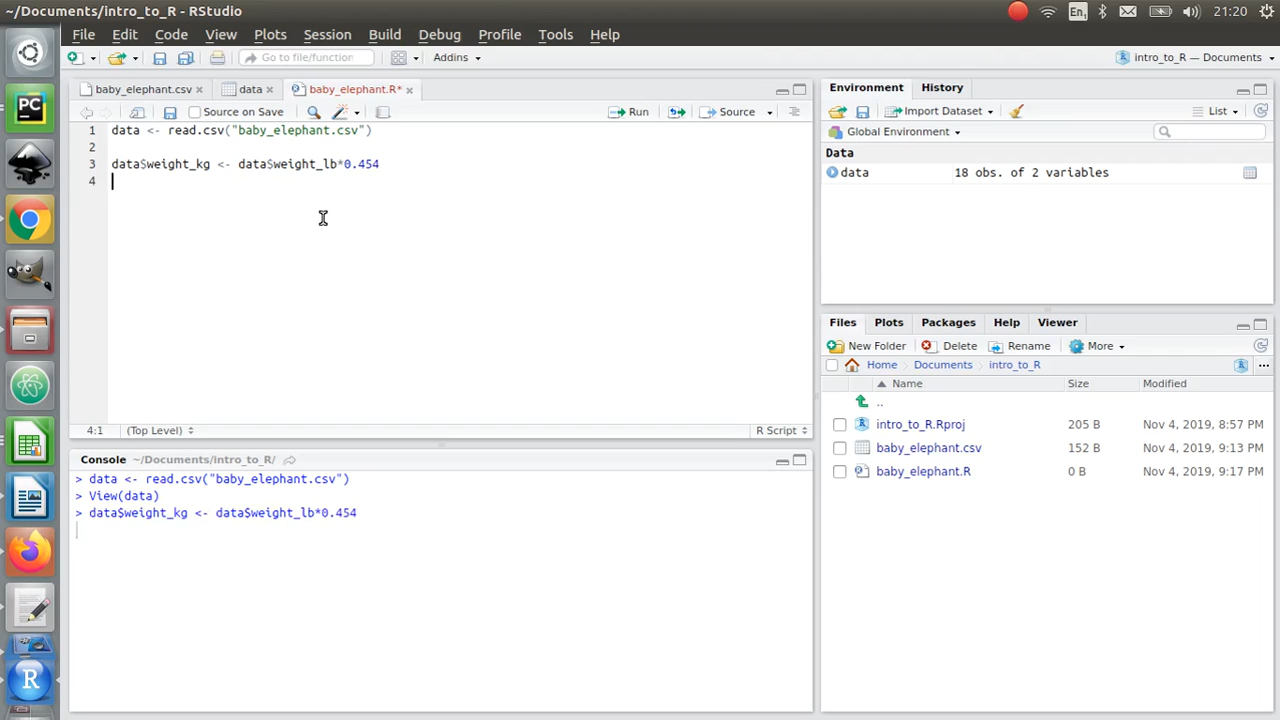 ~/Documents/intro_to_R - RStudio
En1
21:20
File Edit Code View Plots Session Build Debug Profile Tools Help
Go to file/function
Addins
intro_to_R — Documents
baby_elephant.csv
data
baby_elephant.R*
Source on Save
Run
Source
1 data <- read.csv("baby_elephant.csv")
2
3 data$weight_kg <- data$weight_lb*0.454
4
4:1 (Top Level) R Script
Console ~/Documents/intro_to_R/
> data <- read.csv("baby_elephant.csv")
> View(data)
> data$weight_kg <- data$weight_lb*0.454
Environment History
Import Dataset List
Global Environment
Data
data 18 obs. of 2 variables
Files Plots Packages Help Viewer
New Folder Delete Rename More
Home Documents intro_to_R ...
Name Size Modified
..
intro_to_R.Rproj 205 B Nov 4, 2019, 8:57 PM
baby_elephant.csv 152 B Nov 4, 2019, 9:13 PM
baby_elephant.R 0 B Nov 4, 2019, 9:17 PM
PC
R